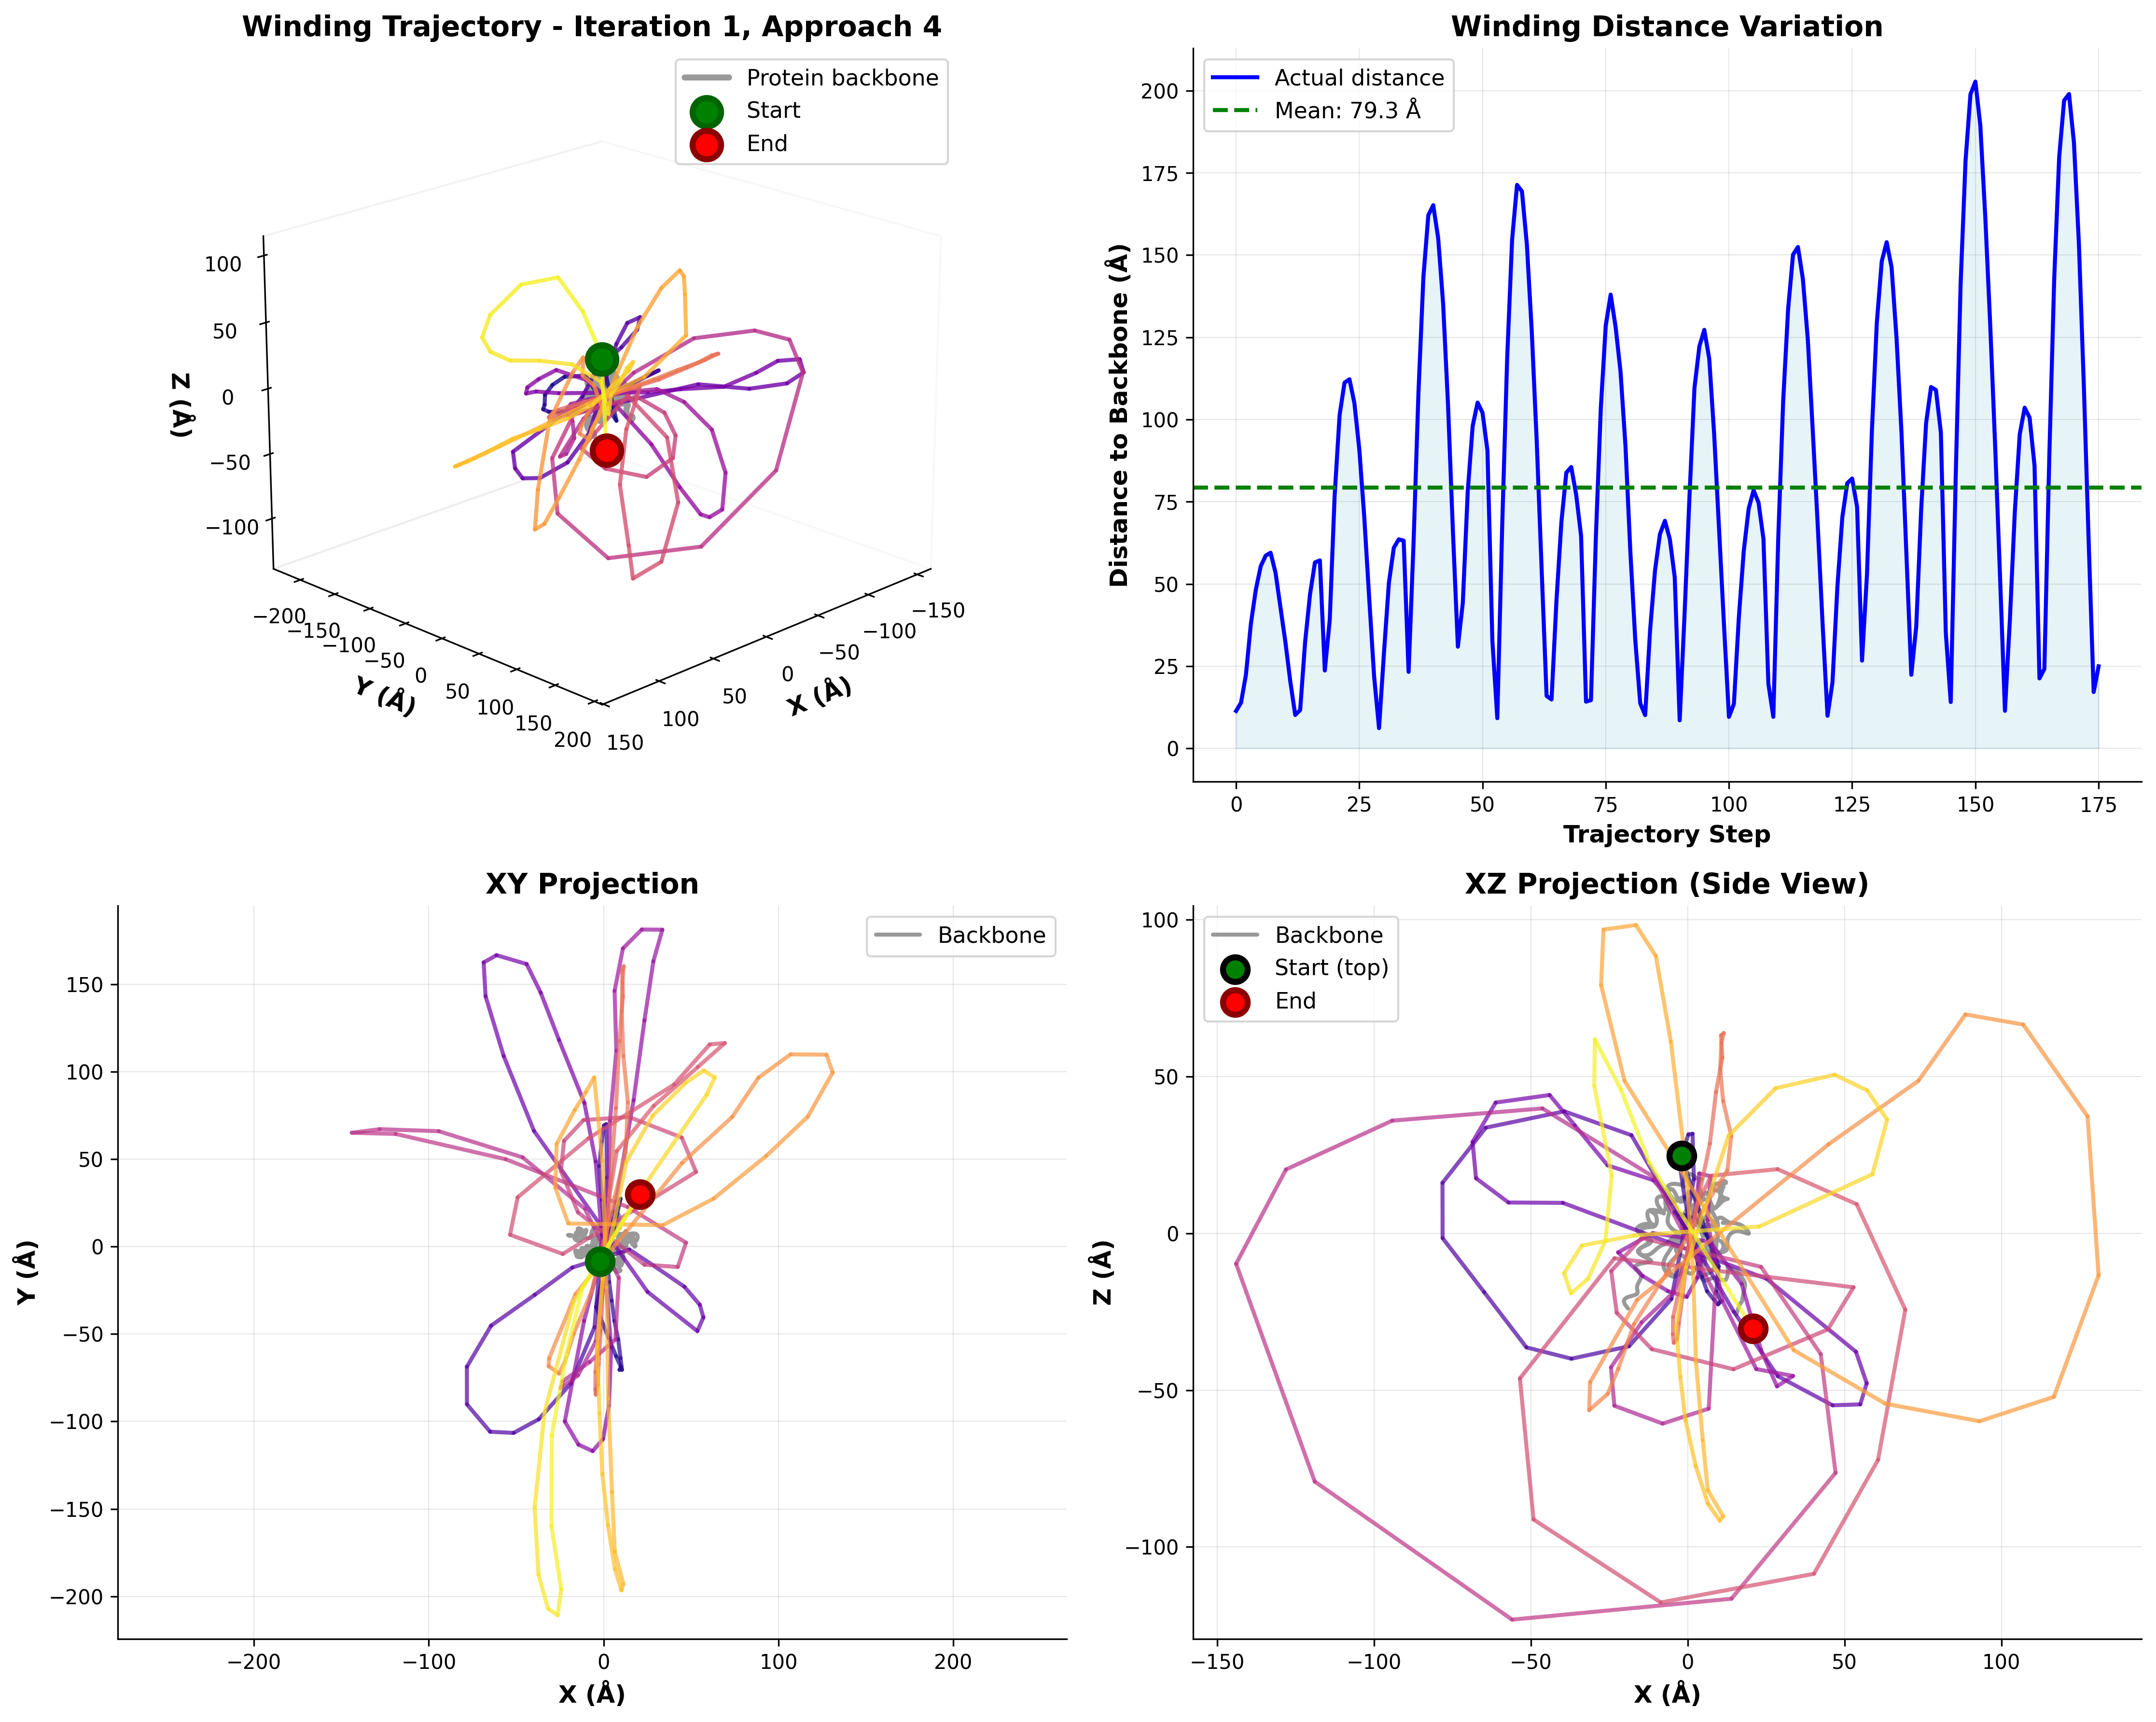 Winding Trajectory - Iteration 1, Approach 4
Protein backbone
Start
End
100
50
0
−50
−100
Z (Å)
−200
−150
−100
−50
0
50
100
150
200
Y (Å)
−150
−100
−50
0
50
100
150
X (Å)
Winding Distance Variation
Actual distance
Mean: 79.3 Å
200
175
150
125
100
75
50
25
0
Distance to Backbone (Å)
0 25 50 75 100 125 150 175
Trajectory Step
XY Projection
Backbone
150
100
50
0
−50
−100
−150
−200
Y (Å)
−200 −100 0 100 200
X (Å)
XZ Projection (Side View)
Backbone
Start (top)
End
100
50
0
−50
−100
Z (Å)
−150 −100 −50 0 50 100
X (Å)